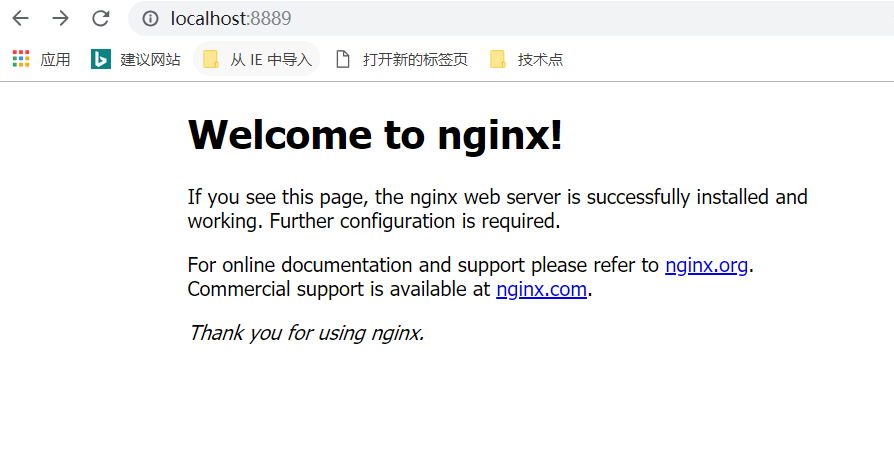 localhost:8889
应用 建议网站 从 IE 中导入 打开新的标签页 技术点
Welcome to nginx!
If you see this page, the nginx web server is successfully installed and
working. Further configuration is required.
For online documentation and support please refer to nginx.org.
Commercial support is available at nginx.com.
Thank you for using nginx.